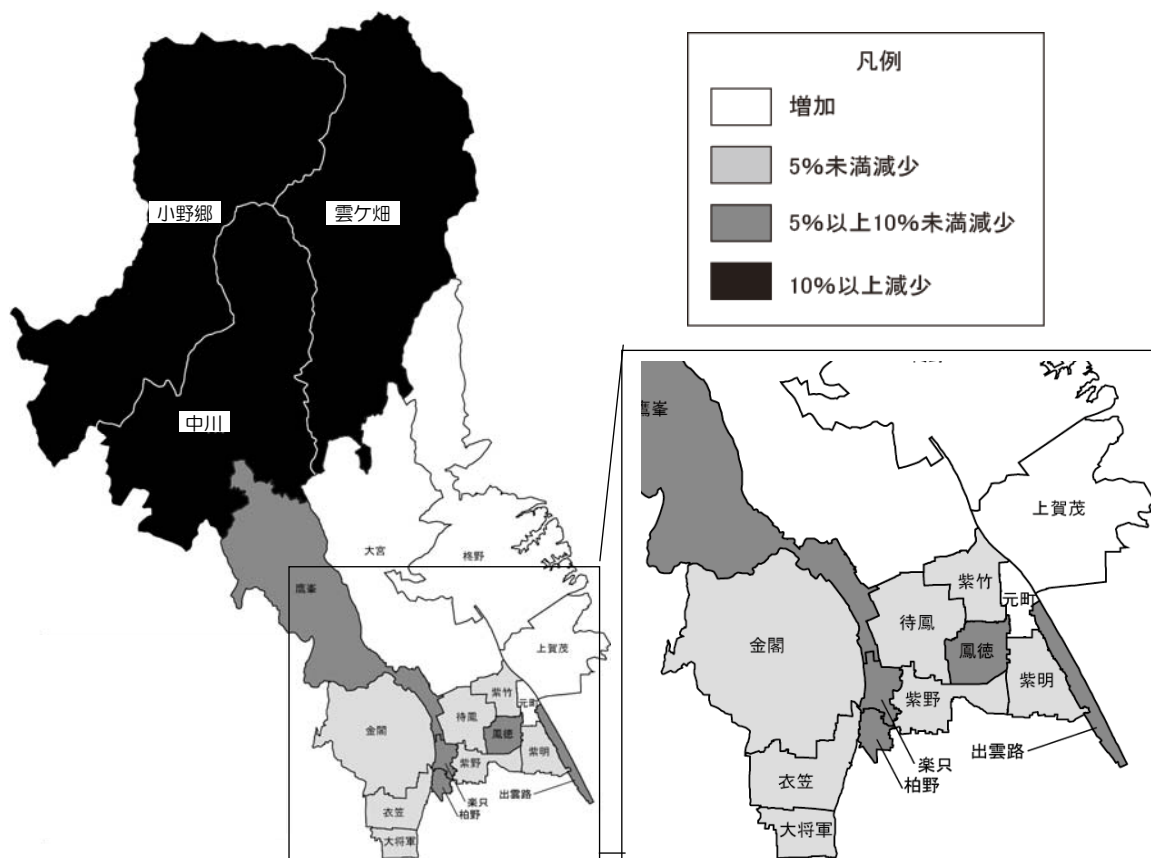 凡例
増加
5%未満減少
5%以上10%未満減少
10%以上減少
小野郷
雲ケ畑
中川
大宮
柊野
鷹峯
上賀茂
紫竹
元町
待鳳
金閣
鳳徳
紫明
紫野
出雲路
楽只
柏野
衣笠
大将軍
鷹峯
上賀茂
紫竹
元町
待鳳
金閣
鳳徳
紫明
紫野
出雲路
楽只
柏野
衣笠
大将軍